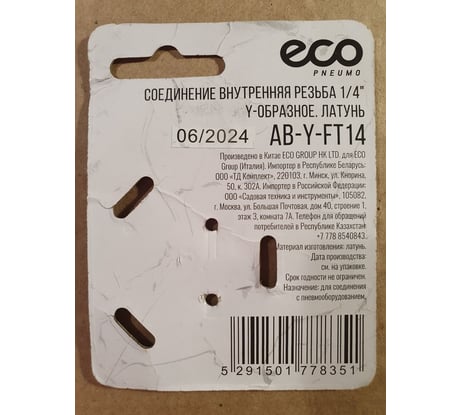 eco
PNEUMO
СОЕДИНЕНИЕ ВНУТРЕННЯЯ РЕЗЬБА 1/4"
Y-ОБРАЗНОЕ. ЛАТУНЬ
06/2024 AB-Y-FT14
Произведено в Китае ECO GROUP HK LTD. для ECO
Group (Италия). Импортер в Республике Беларусь:
ООО «ТД Комплект», 220103, г. Минск, ул. Кнорина,
50, к. 302А. Импортер в Российской Федерации:
ООО «Садовая техника и инструменты», 105082,
г. Москва, ул. Большая Почтовая, дом 40, строение 1,
этаж 3, комната 7А. Телефон для обращений
потребителей в Республике Казахстан:
+7 778 8540843.
Материал изготовления: латунь.
Дата производства:
см. на упаковке.
Срок годности не ограничен.
Назначение: для соединения
с пневмооборудованием.
5 291501 778351